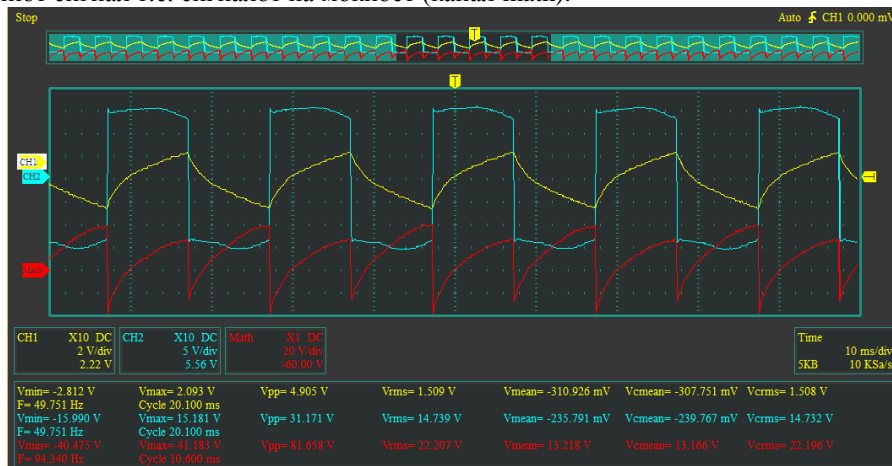 Stop Auto CH1 0.000 mV
T
T
CH1
CH2
Math
CH1 X10 DC CH2 X10 DC Math X1 DC Time
2 V/div 5 V/div 20 V/div 10 ms/div
2.22 V 5.56 V -60.00 V 5KB 10 KSa/s
Vmin= -2.812 V Vmax= 2.093 V Vpp= 4.905 V Vrms= 1.509 V Vmean= -310.926 mV Vcmean= -307.751 mV Vcrms= 1.508 V
F= 49.751 Hz Cycle 20.100 ms
Vmin= -15.990 V Vmax= 15.181 V Vpp= 31.171 V Vrms= 14.739 V Vmean= -235.791 mV Vcmean= -239.767 mV Vcrms= 14.732 V
F= 49.751 Hz Cycle 20.100 ms
Vmin= -40.475 V Vmax= 41.183 V Vpp= 81.658 V Vrms= 22.207 V Vmean= 13.218 V Vcmean= 13.166 V Vcrms= 22.196 V
F= 94.340 Hz Cycle 10.600 ms